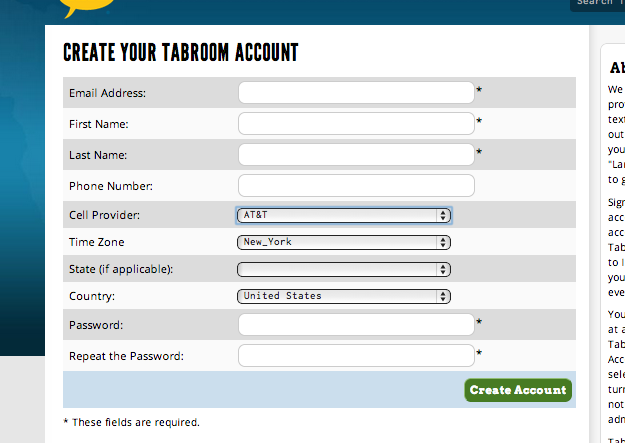 Search T
CREATE YOUR TABROOM ACCOUNT
Email Address: *
First Name: *
Last Name: *
Phone Number:
Cell Provider: AT&T
Time Zone New_York
State (if applicable):
Country: United States
Password: *
Repeat the Password: *
Create Account
* These fields are required.
Ab
We
pro
text
out
you
"Lar
to g
Sign
acc
acc
Tab
to l
you
eve
You
at a
Tab
Acc
sele
turn
not
adn
Tab